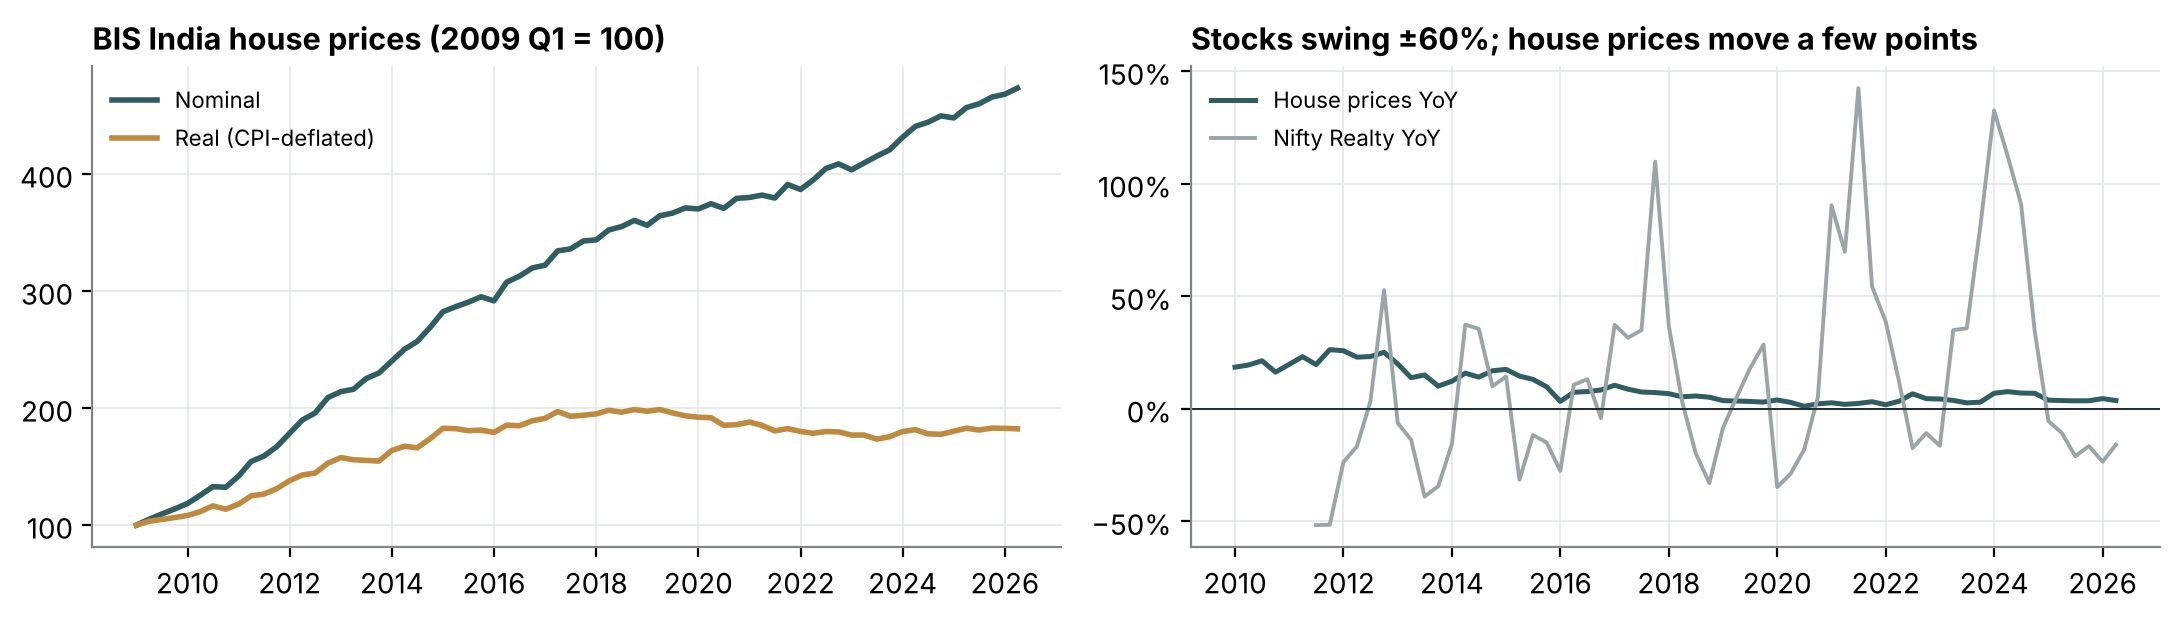 BIS India house prices (2009 Q1 = 100)
Nominal
Real (CPI-deflated)
400
300
200
100
2010 2012 2014 2016 2018 2020 2022 2024 2026
Stocks swing ±60%; house prices move a few points
150%
House prices YoY
Nifty Realty YoY
100%
50%
0%
−50%
2010 2012 2014 2016 2018 2020 2022 2024 2026